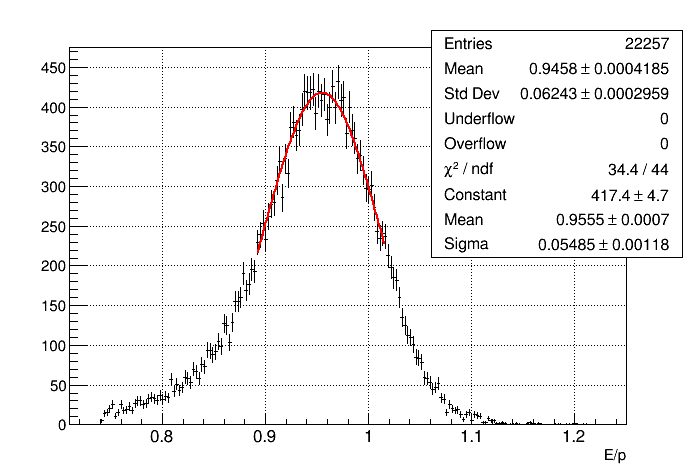 Entries 22257
Mean 0.9458 ± 0.0004185
Std Dev 0.06243 ± 0.0002959
Underflow 0
Overflow 0
χ² / ndf 34.4 / 44
Constant 417.4 ± 4.7
Mean 0.9555 ± 0.0007
Sigma 0.05485 ± 0.00118
450
400
350
300
250
200
150
100
50
0
0.8 0.9 1 1.1 1.2
E/p